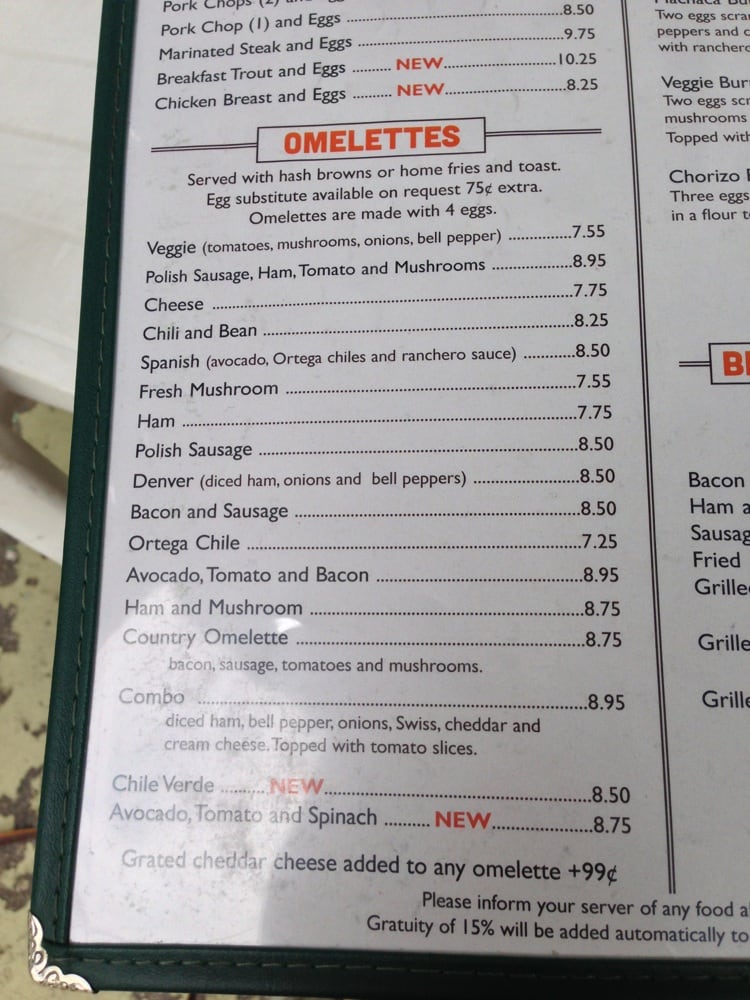 Pork Chops (2)
Pork Chop (1) and Eggs ........ 8.50
Marinated Steak and Eggs ........ 9.75
Breakfast Trout and Eggs ........ NEW ........ 10.25
Chicken Breast and Eggs ........ NEW ........ 8.25
OMELETTES
Served with hash browns or home fries and toast.
Egg substitute available on request 75¢ extra.
Omelettes are made with 4 eggs.
Veggie (tomatoes, mushrooms, onions, bell pepper) ........ 7.55
Polish Sausage, Ham, Tomato and Mushrooms ........ 8.95
Cheese ........ 7.75
Chili and Bean ........ 8.25
Spanish (avocado, Ortega chiles and ranchero sauce) ........ 8.50
Fresh Mushroom ........ 7.55
Ham ........ 7.75
Polish Sausage ........ 8.50
Denver (diced ham, onions and bell peppers) ........ 8.50
Bacon and Sausage ........ 8.50
Ortega Chile ........ 7.25
Avocado, Tomato and Bacon ........ 8.95
Ham and Mushroom ........ 8.75
Country Omelette ........ 8.75
bacon, sausage, tomatoes and mushrooms.
Combo ........ 8.95
diced ham, bell pepper, onions, Swiss, cheddar and
cream cheese. Topped with tomato slices.
Chile Verde ........ NEW ........ 8.50
Avocado, Tomato and Spinach ........ NEW ........ 8.75
Grated cheddar cheese added to any omelette +99¢
Two eggs
peppers and
with
Veggie
Two eggs
mushrooms
Topped
Chorizo
Three eggs
in a flour
Bacon
Ham
Fried
Please inform your server of any food
Gratuity of 15% will be added automatically to